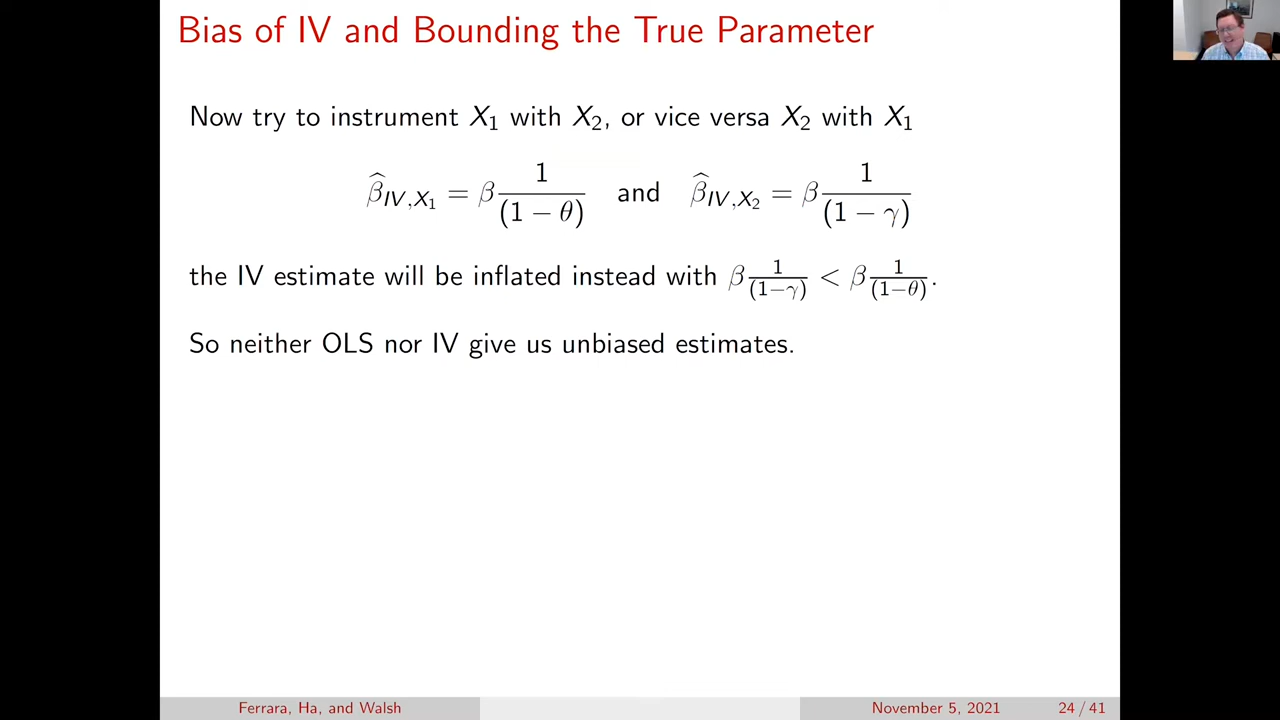 Bias of IV and Bounding the True Parameter
Now try to instrument X₁ with X₂, or vice versa X₂ with X₁
β̂_{IV,X₁} = β 1/(1 − θ) and β̂_{IV,X₂} = β 1/(1 − γ)
the IV estimate will be inflated instead with β 1/(1−γ) < β 1/(1−θ).
So neither OLS nor IV give us unbiased estimates.
Ferrara, Ha, and Walsh November 5, 2021 24 / 41